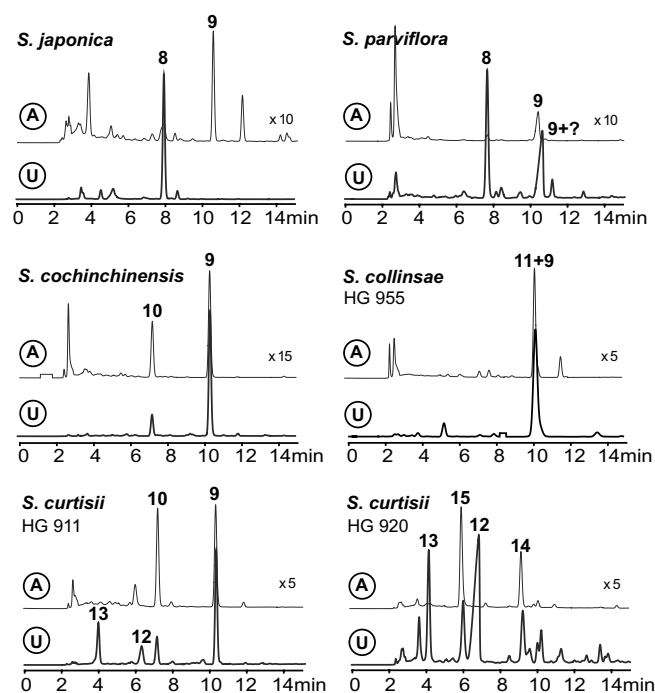 S. japonica
8
9
A
x 10
U
0 2 4 6 8 10 12 14min
S. parviflora
8
9
9+?
A
x 10
U
0 2 4 6 8 10 12 14min
S. cochinchinensis
9
10
A
x 15
U
0 2 4 6 8 10 12 14min
S. collinsae
HG 955
11+9
A
x 5
U
0 2 4 6 8 10 12 14min
S. curtisii
HG 911
10
9
A
x 5
13
12
U
0 2 4 6 8 10 12 14min
S. curtisii
HG 920
15
13
12
14
A
x 5
U
0 2 4 6 8 10 12 14min